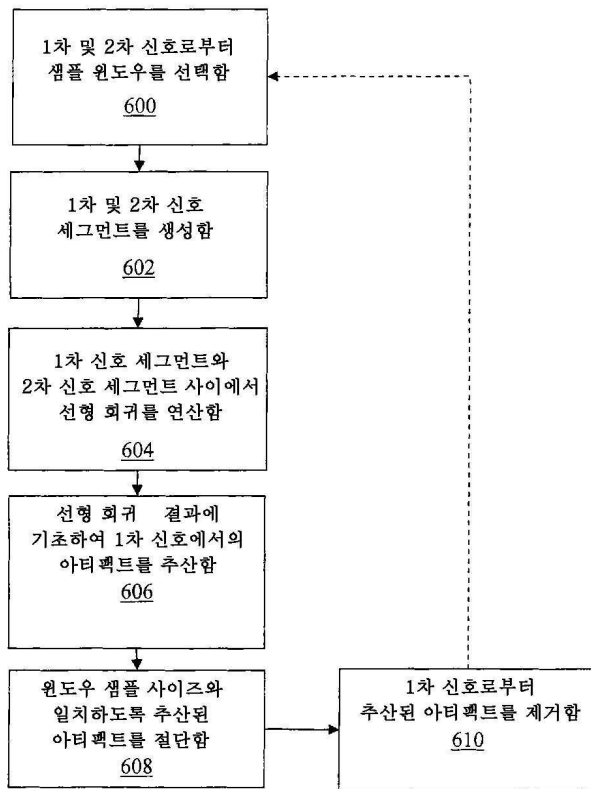 1차 및 2차 신호로부터
샘플 윈도우를 선택함
600
1차 및 2차 신호
세그먼트를 생성함
602
1차 신호 세그먼트와
2차 신호 세그먼트 사이에서
선형 회귀를 연산함
604
선형 회귀 결과에
기초하여 1차 신호에서의
아티팩트를 추산함
606
윈도우 샘플 사이즈와
일치하도록 추산된
아티팩트를 절단함
608
1차 신호로부터
추산된 아티팩트를 제거함
610